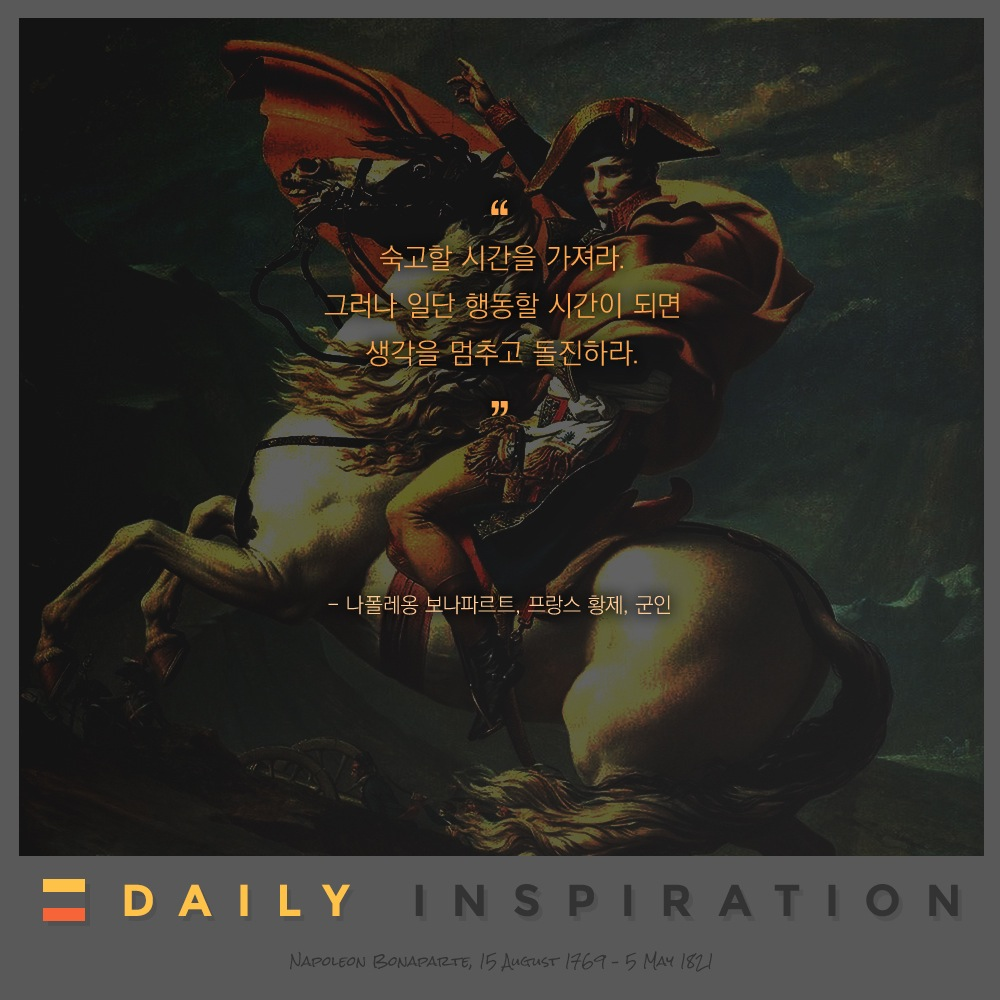 “
숙고할 시간을 가져라.
그러나 일단 행동할 시간이 되면
생각을 멈추고 돌진하라.
”
- 나폴레옹 보나파르트, 프랑스 황제, 군인
DAILY INSPIRATION
Napoleon Bonaparte, 15 August 1769 - 5 May 1821